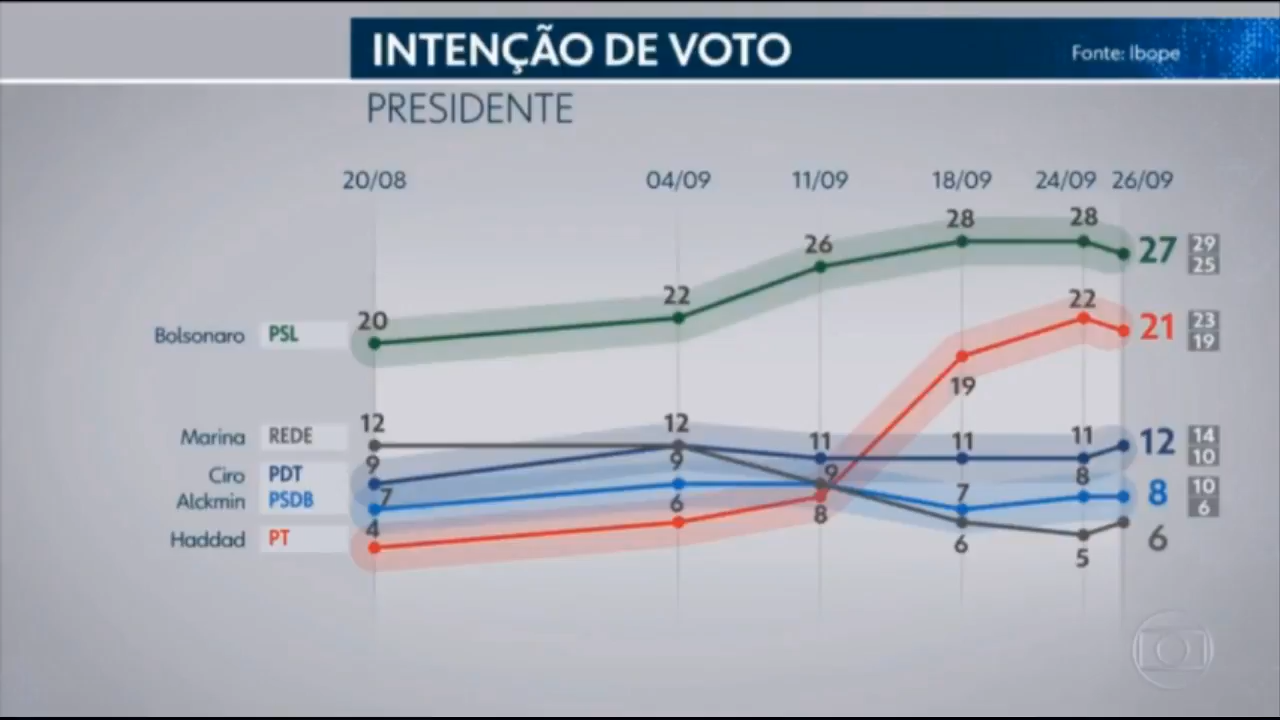 INTENÇÃO DE VOTO
Fonte: Ibope
PRESIDENTE
20/08 04/09 11/09 18/09 24/09 26/09
28 28
26 27 29
25
22 22
20 21 23
19
Bolsonaro PSL
19
12 12
11 11 11 12 14
10
Marina REDE
9 9 9 8
Ciro PDT
7 7 8 10
6
Alckmin PSDB
6 8
4
Haddad PT
6 5 6